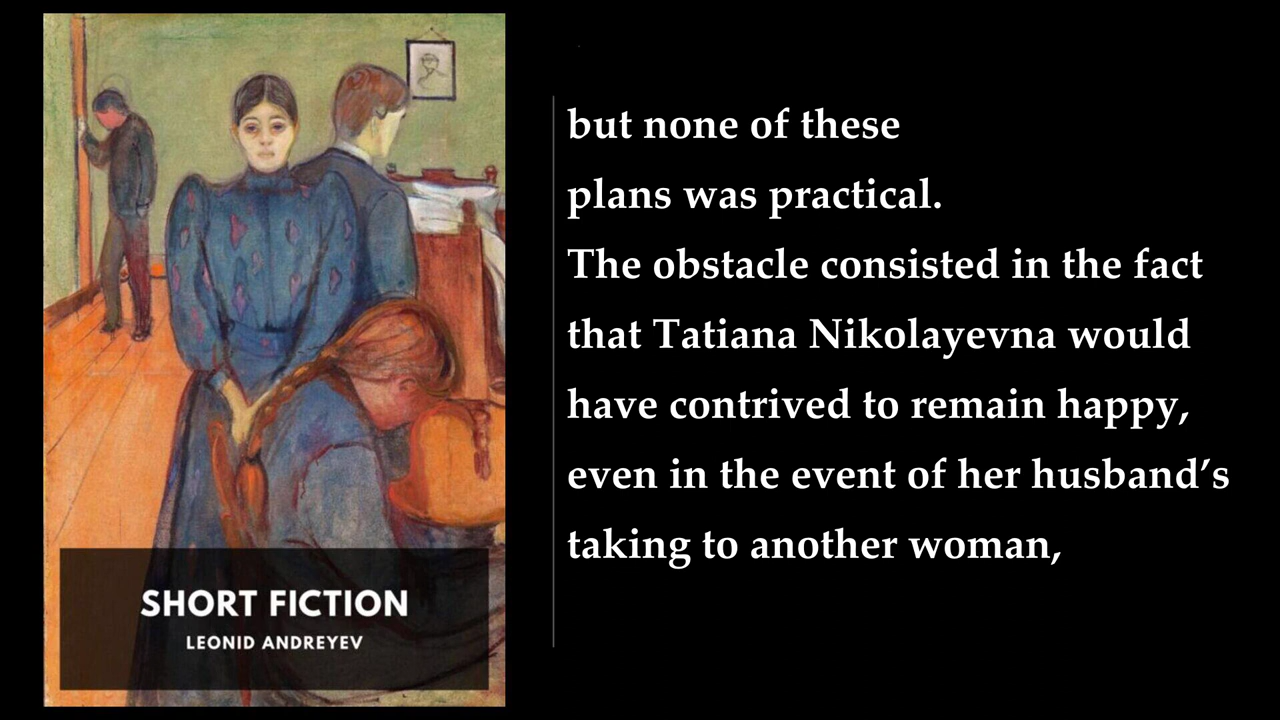 but none of these
plans was practical.
The obstacle consisted in the fact
that Tatiana Nikolayevna would
have contrived to remain happy,
even in the event of her husband’s
taking to another woman,
SHORT FICTION
LEONID ANDREYEV